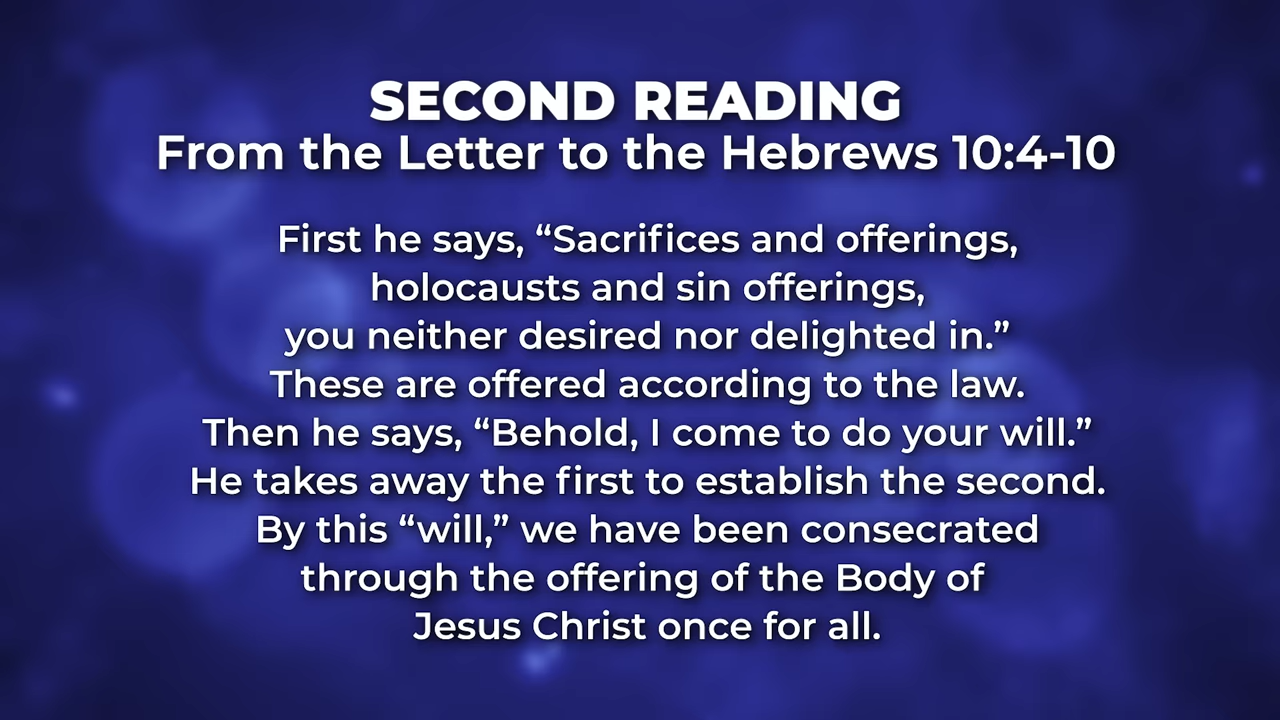 SECOND READING
From the Letter to the Hebrews 10:4-10
First he says, “Sacrifices and offerings,
holocausts and sin offerings,
you neither desired nor delighted in.”
These are offered according to the law.
Then he says, “Behold, I come to do your will.”
He takes away the first to establish the second.
By this “will,” we have been consecrated
through the offering of the Body of
Jesus Christ once for all.